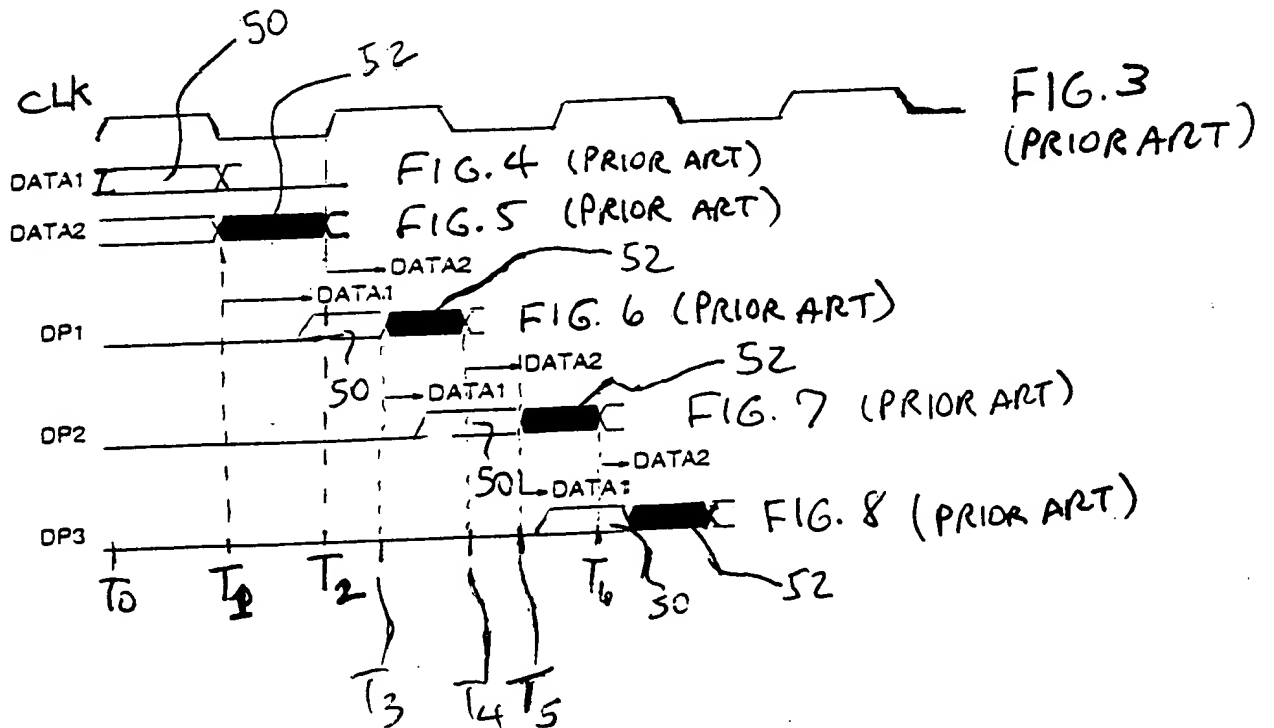 50
52
CLK
FIG. 3
(PRIOR ART)
DATA1
FIG. 4 (PRIOR ART)
DATA2
FIG. 5 (PRIOR ART)
DATA2
52
DATA1
DP1
FIG. 6 (PRIOR ART)
50
DATA2
52
DATA1
DP2
FIG. 7 (PRIOR ART)
50
DATA2
DATA1
DP3
FIG. 8 (PRIOR ART)
T0 T1 T2 T6 50 52
T3 T4 T5